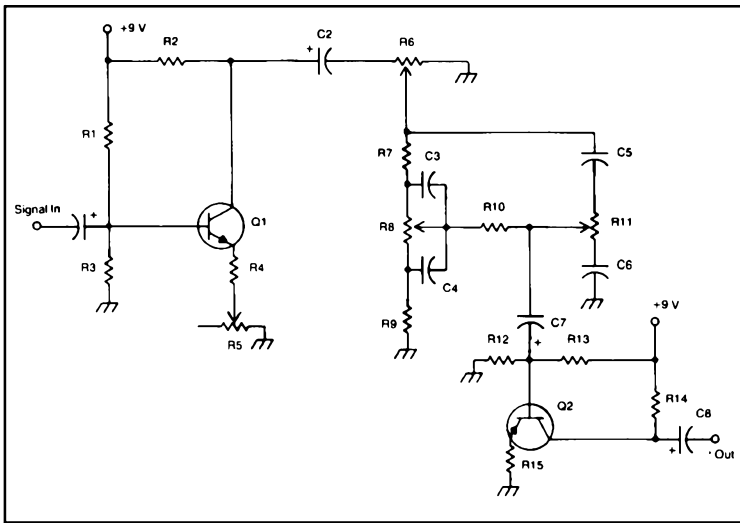 +9 V
R2
C2
+
R6
R1
R7
C3
C5
Signal In
+
Q1
R8
R10
R11
R3
R4
C4
C6
R5
R9
C7
+9 V
R12
+
R13
Q2
R14
C8
R15
+
Out